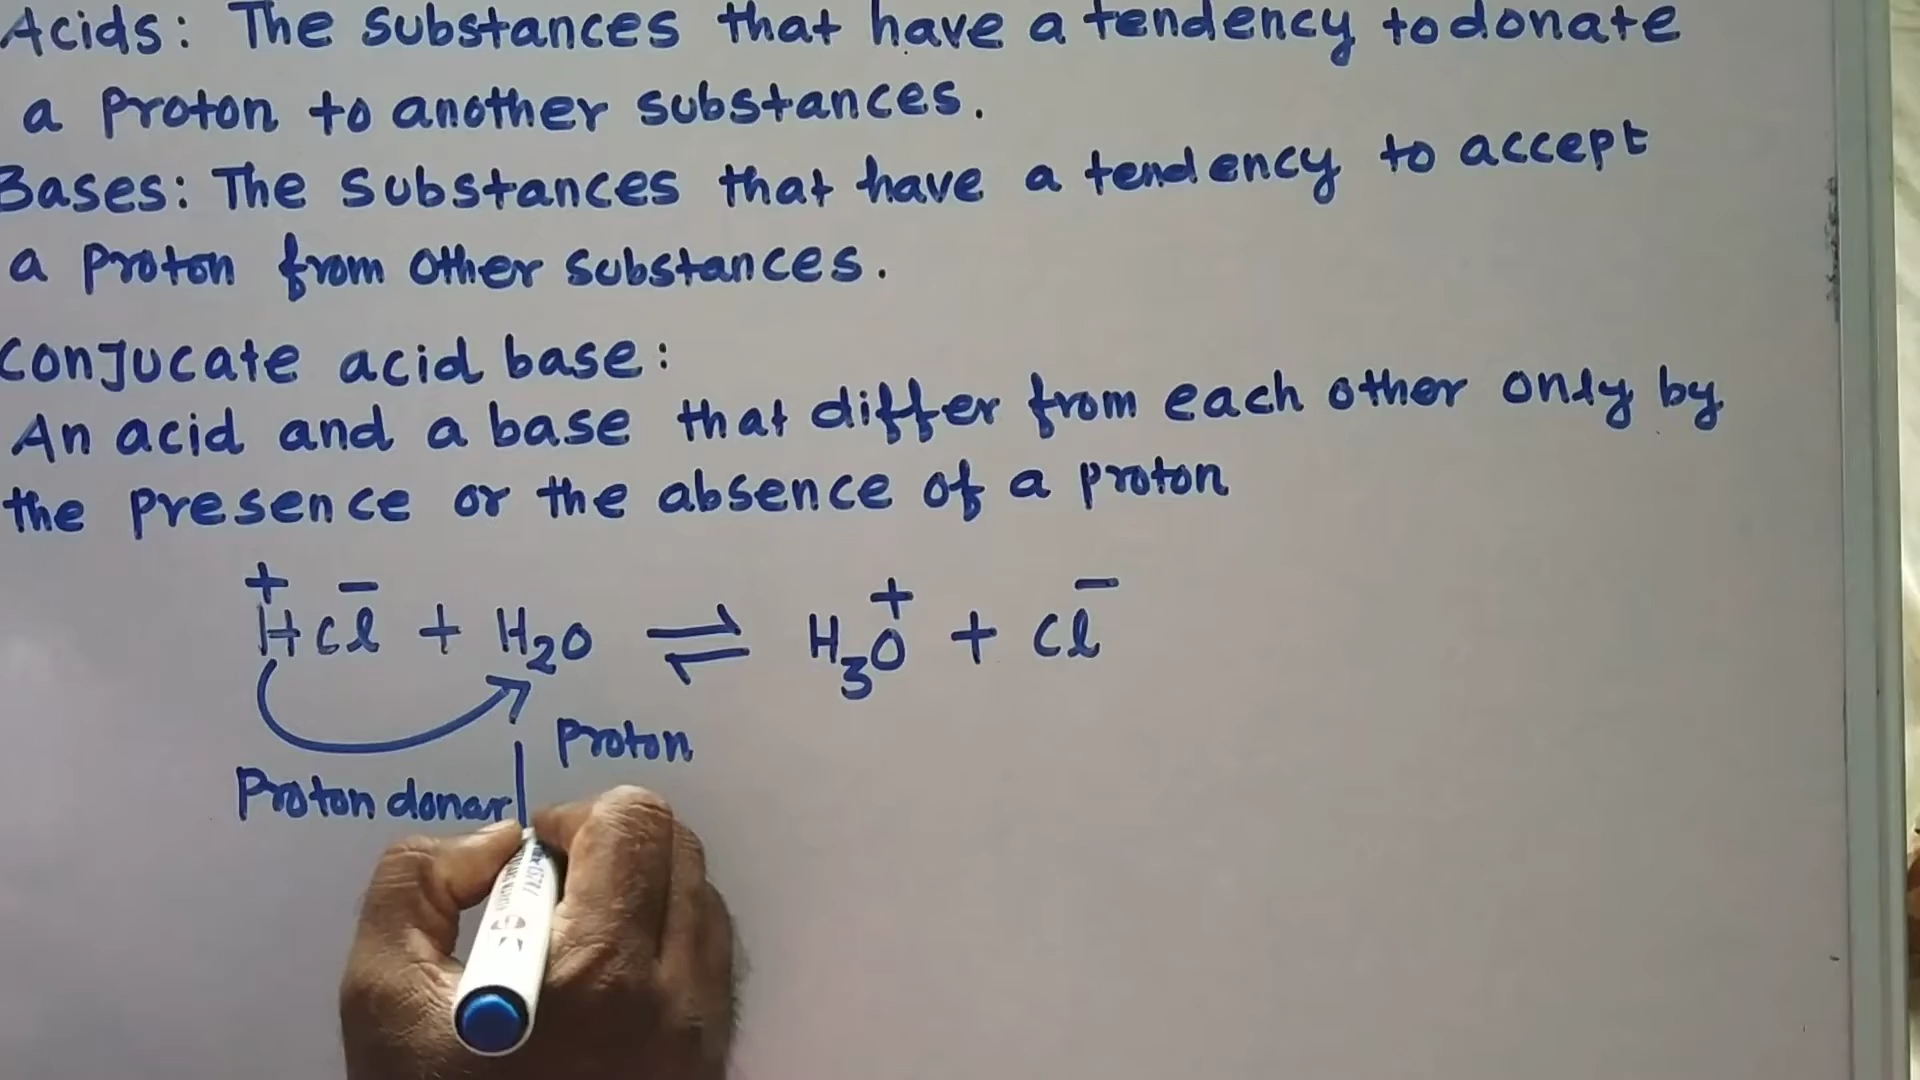 Acids: The substances that have a tendency to donate
a proton to another substances.
Bases: The substances that have a tendency to accept
a proton from other substances.
Conjucate acid base:
An acid and a base that differ from each other only by
the presence or the absence of a proton
H⁺Cl⁻ + H₂O ⇌ H₃O⁺ + Cl⁻
Proton
Proton donar